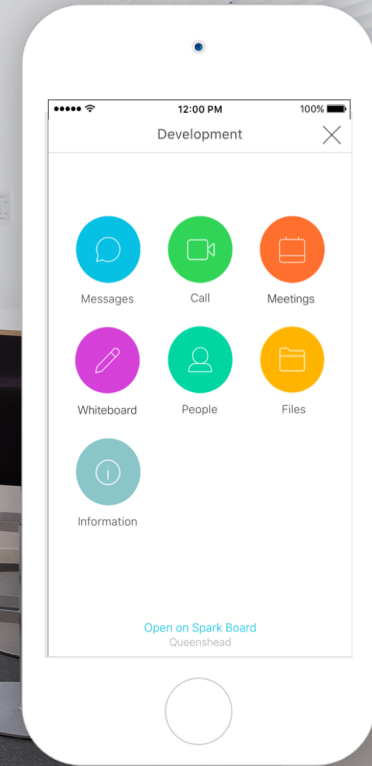 12:00 PM
100%
Development
Messages
Call
Meetings
Whiteboard
People
Files
Information
Open on Spark Board
Queenshead